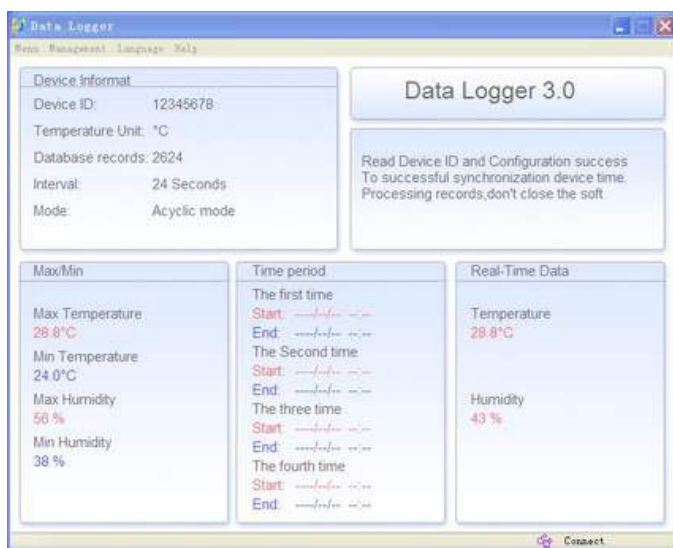 Data Logger
Menu Management Language Help
Device Informat
Device ID: 12345678
Temperature Unit: °C
Database records: 2624
Interval: 24 Seconds
Mode: Acyclic mode
Data Logger 3.0
Read Device ID and Configuration success
To successful synchronization device time.
Processing records,don't close the soft
Max/Min
Max Temperature
28.8°C
Min Temperature
24.0°C
Max Humidity
56 %
Min Humidity
38 %
Time period
The first time
Start: ----/--/-- --:--
End: ----/--/-- --:--
The Second time
Start: ----/--/-- --:--
End: ----/--/-- --:--
The three time
Start: ----/--/-- --:--
End: ----/--/-- --:--
The fourth time
Start: ----/--/-- --:--
End: ----/--/-- --:--
Real-Time Data
Temperature
28.8°C
Humidity
43 %
Connect